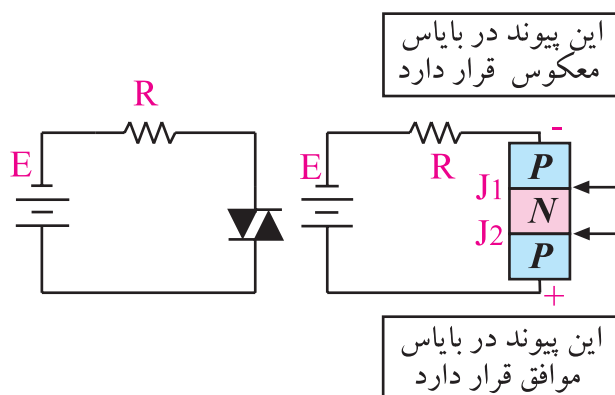 این پیوند در بایاس
معکوس قرار دارد
R
E
E
R
-
P
J1
N
J2
P
+
این پیوند در بایاس
موافق قرار دارد